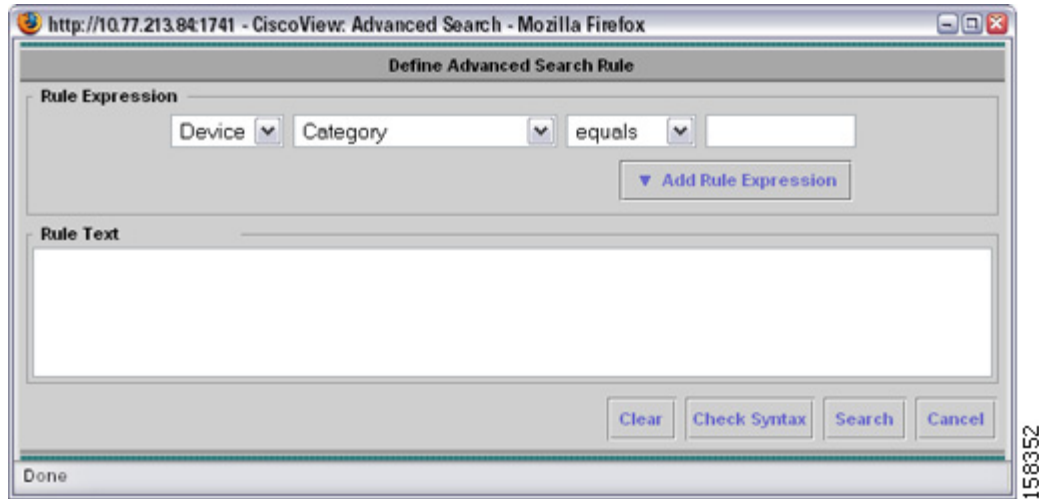 http://10.77.213.84:1741 - CiscoView: Advanced Search - Mozilla Firefox
Define Advanced Search Rule
Rule Expression
Device Category equals
▼ Add Rule Expression
Rule Text
Clear Check Syntax Search Cancel
Done
158352